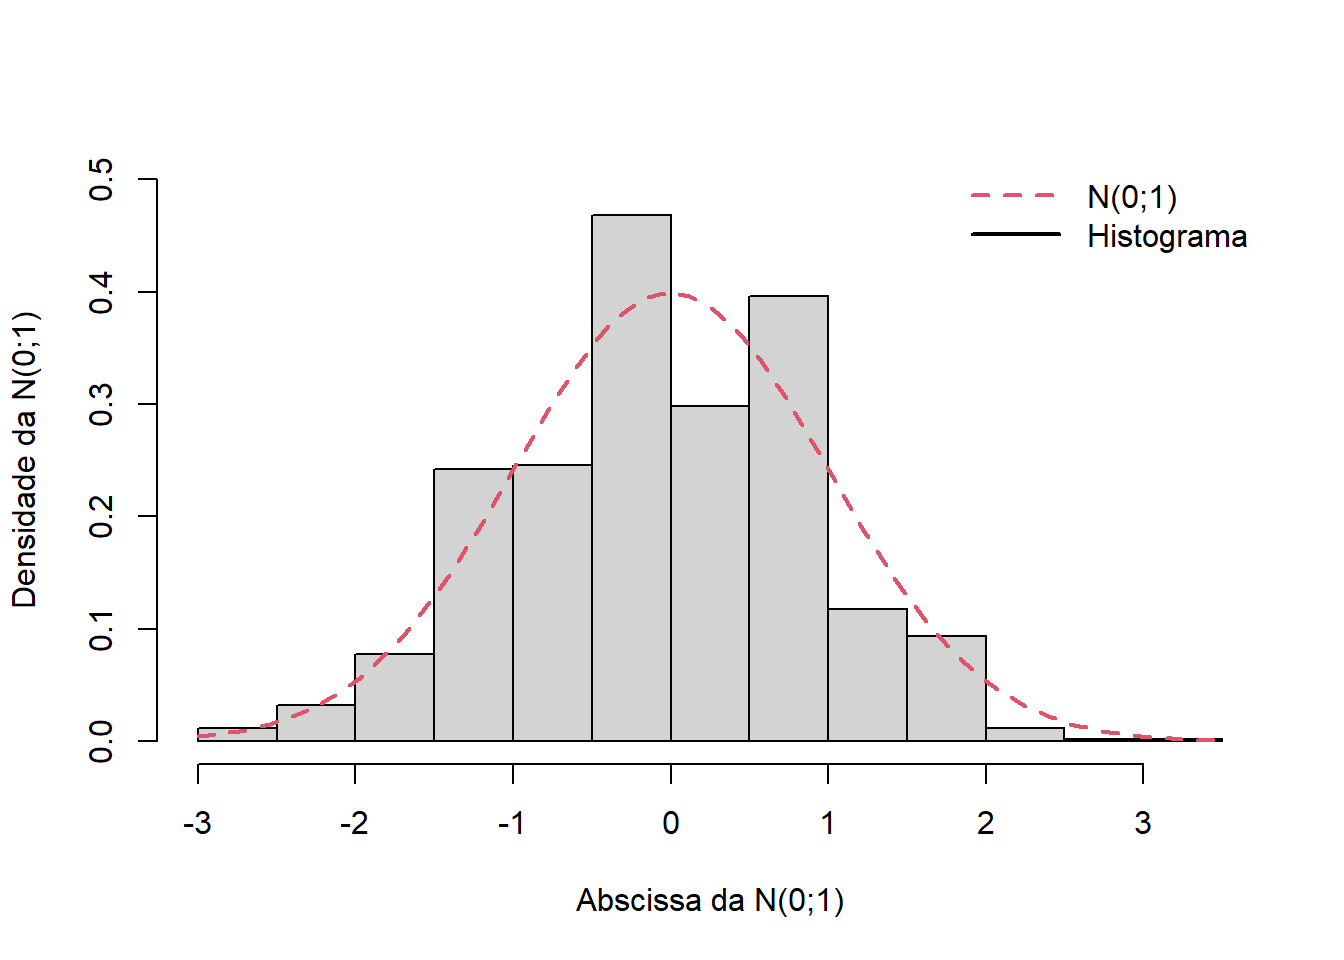 N(0;1)
Histograma
Densidade da N(0;1)
0.5
0.4
0.3
0.2
0.1
0.0
-3 -2 -1 0 1 2 3
Abscissa da N(0;1)